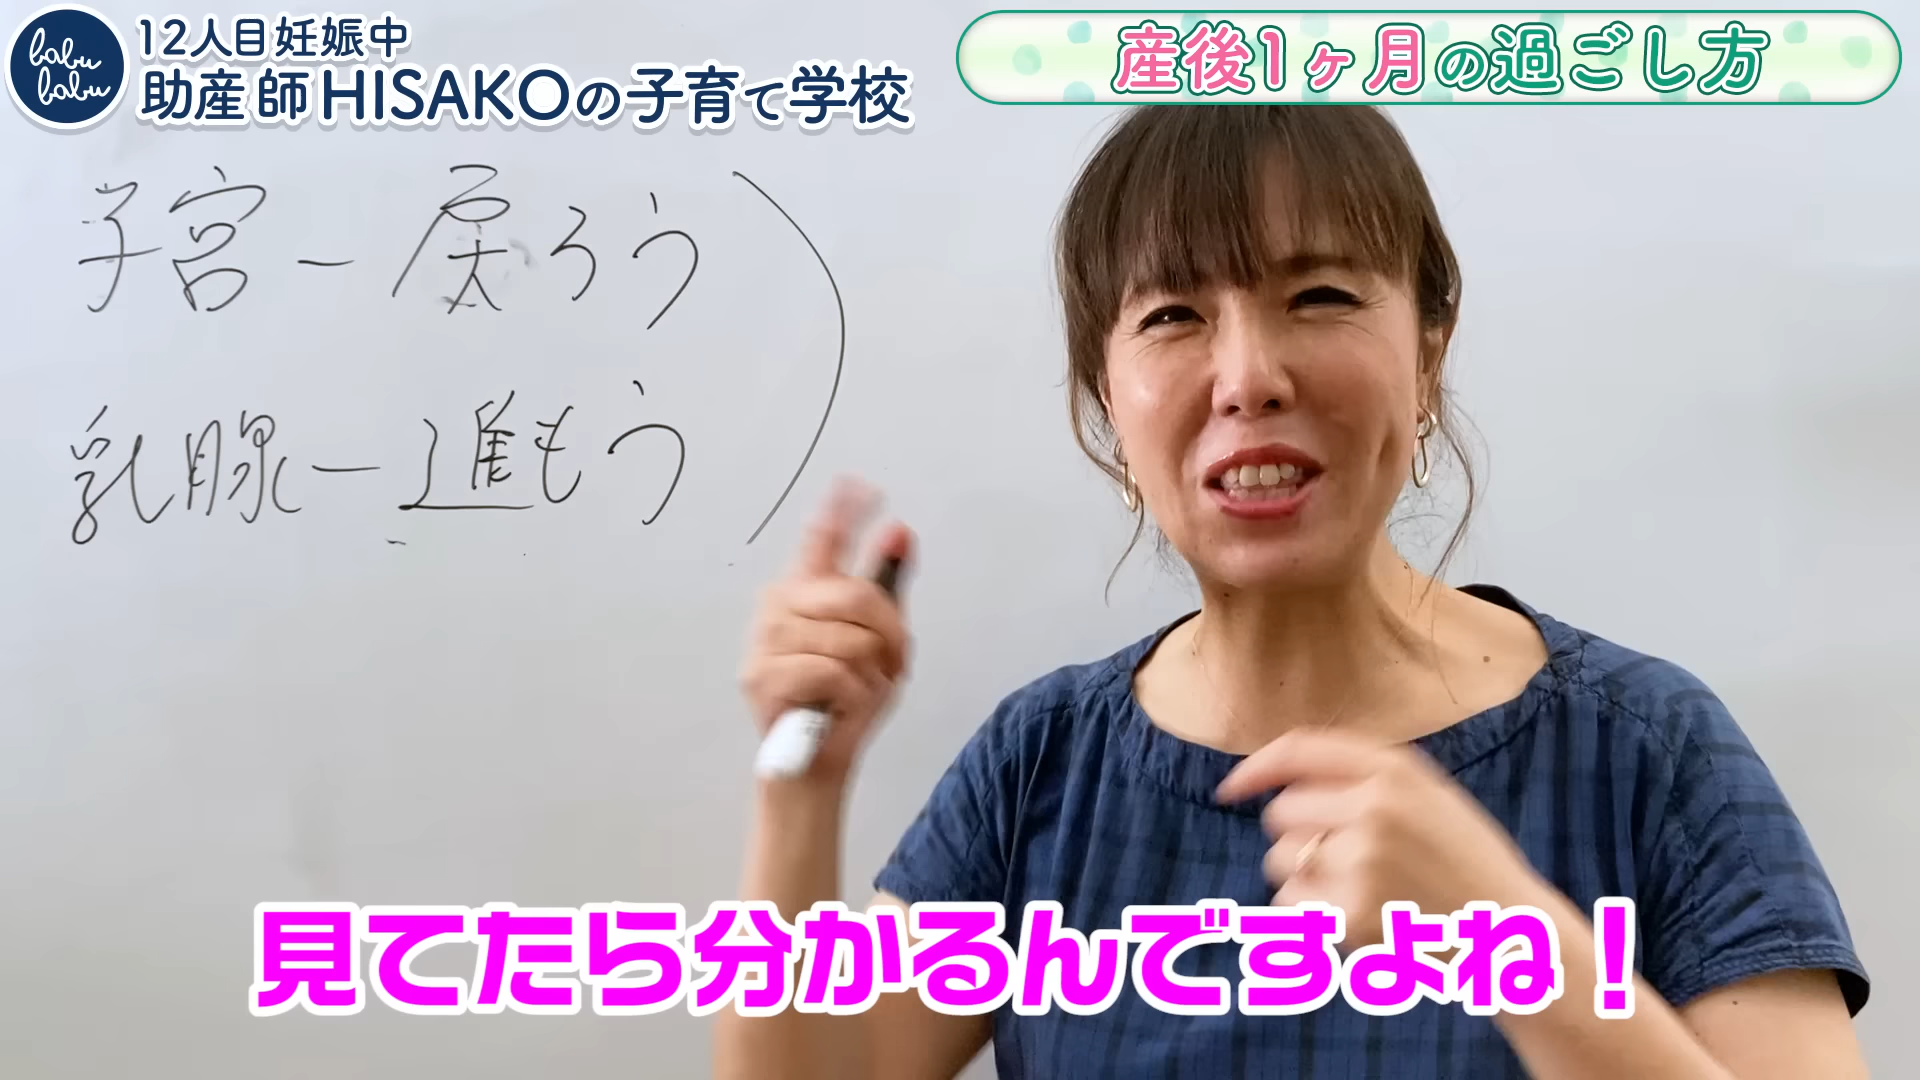 babu
babu
12人目妊娠中
助産師HISAKOの子育て学校
産後1ヶ月の過ごし方
子宮ー戻ろう
乳腺ー進もう
見てたら分かるんですよね!